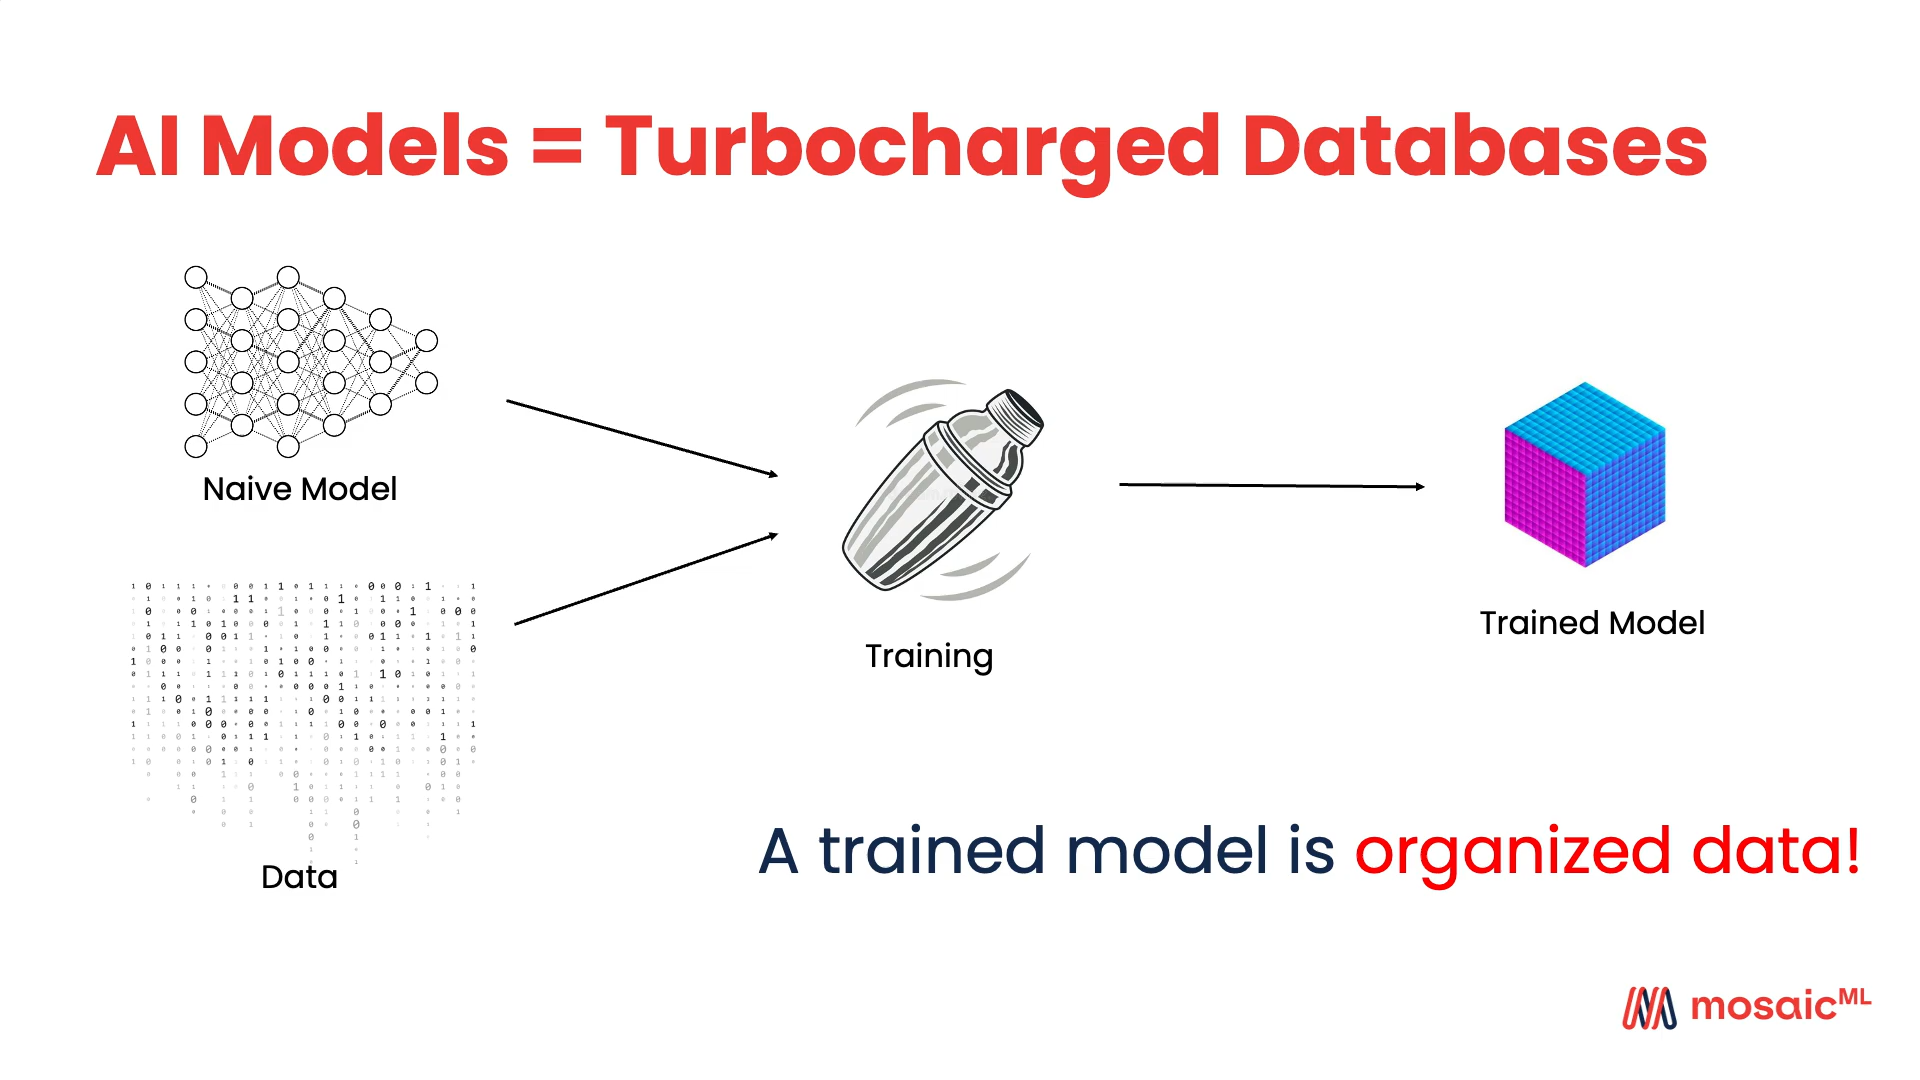 AI Models = Turbocharged Databases
Naive Model
Data
Training
Trained Model
A trained model is organized data!
mosaicML